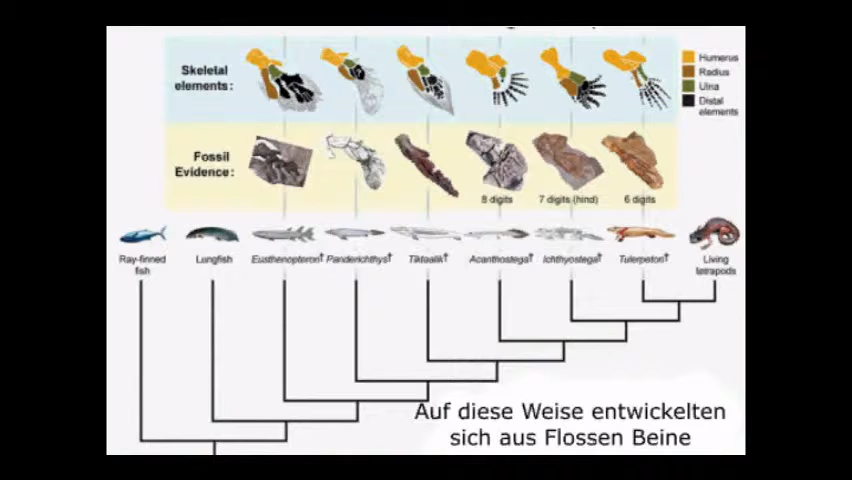 Skeletal
elements:
Humerus
Radius
Ulna
Distal
elements
Fossil
Evidence:
8 digits
7 digits (hind)
6 digits
Ray-finned
fish
Lungfish
Eusthenopteron†
Panderichthys†
Tiktaalik†
Acanthostega†
Ichthyostega†
Tulerpeton†
Living
tetrapods
Auf diese Weise entwickelten
sich aus Flossen Beine